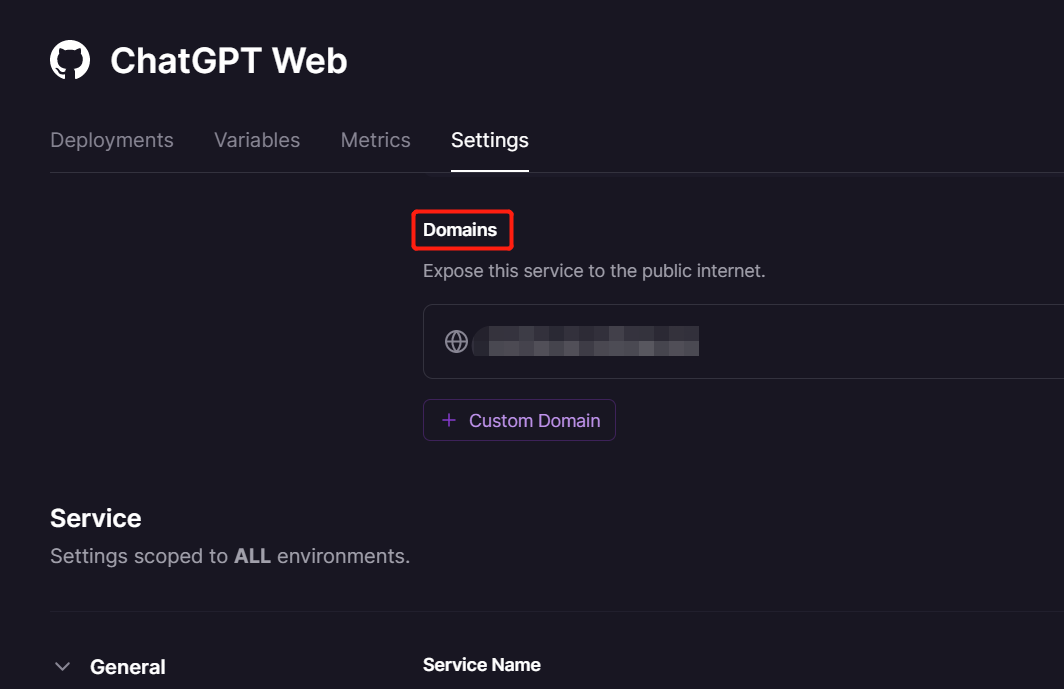 ChatGPT Web
Deployments Variables Metrics Settings
Domains
Expose this service to the public internet.
Custom Domain
Service
Settings scoped to ALL environments.
General
Service Name